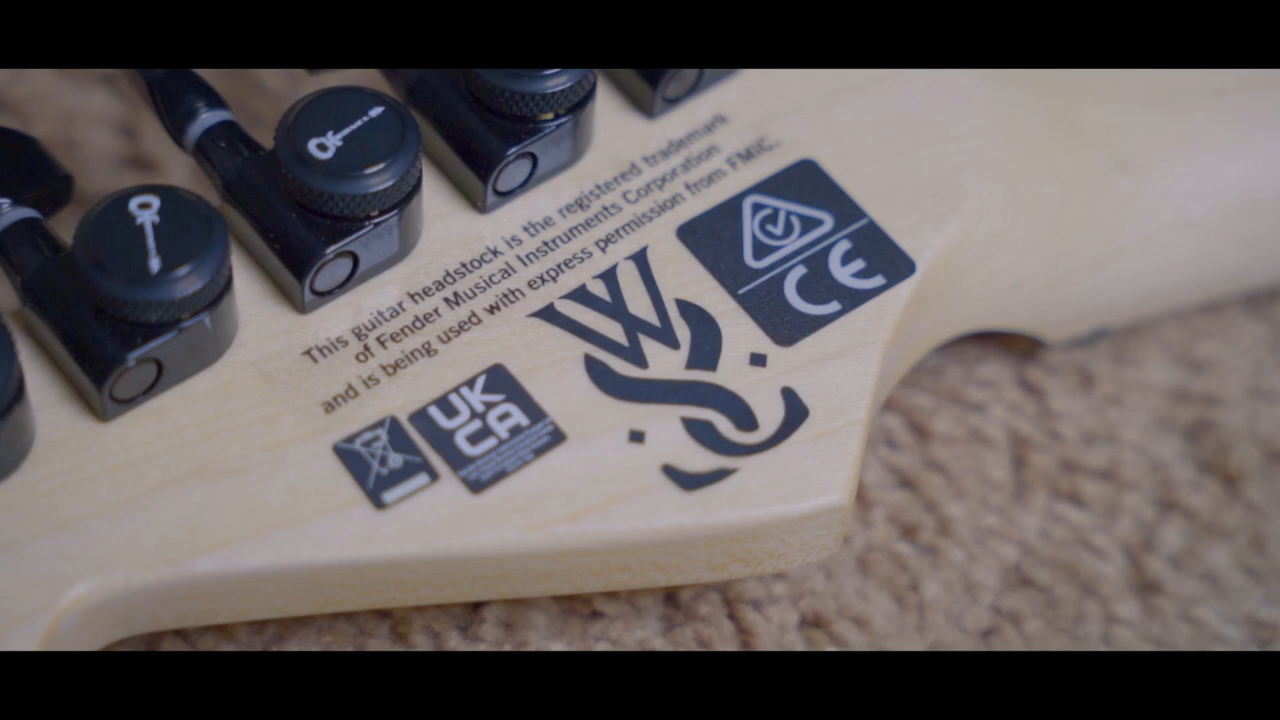 This guitar headstock is the registered trademark
of Fender Musical Instruments Corporation
and is being used with express permission from FMIC.
CE
UK
CA
W